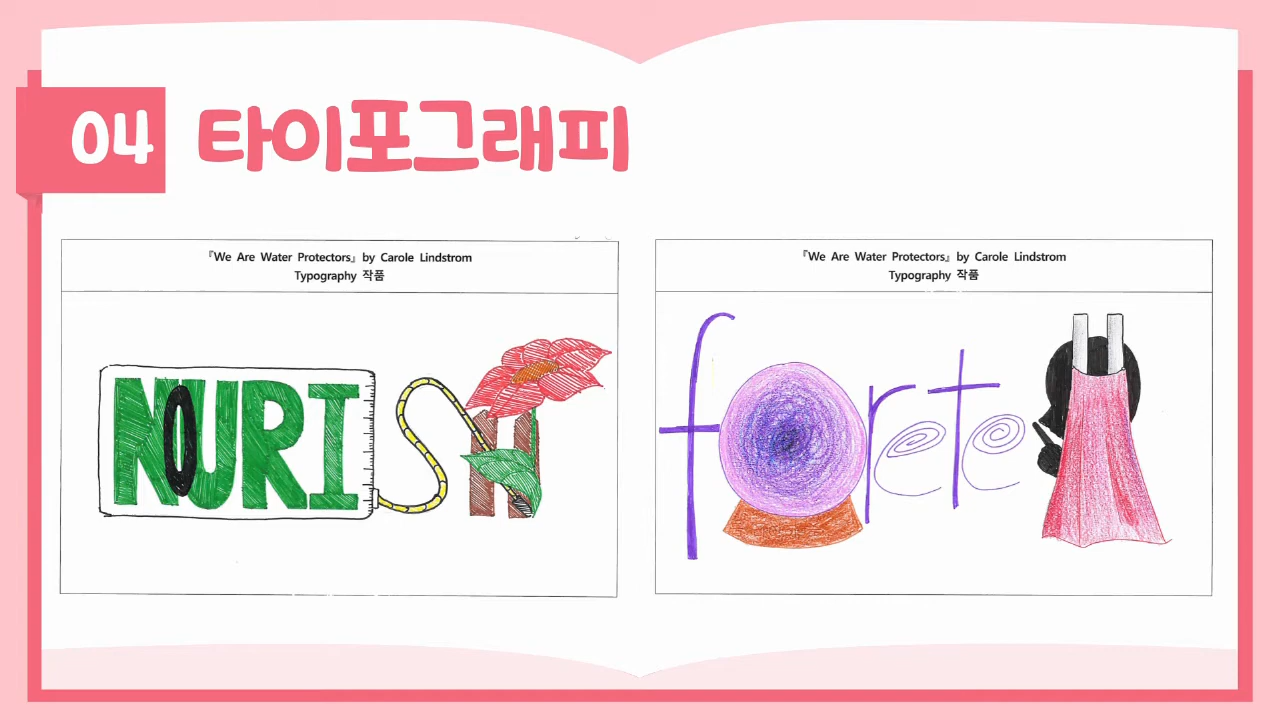 04 타이포그래피
『We Are Water Protectors』 by Carole Lindstrom
Typography 작품
NOURISH
『We Are Water Protectors』 by Carole Lindstrom
Typography 작품
foretell